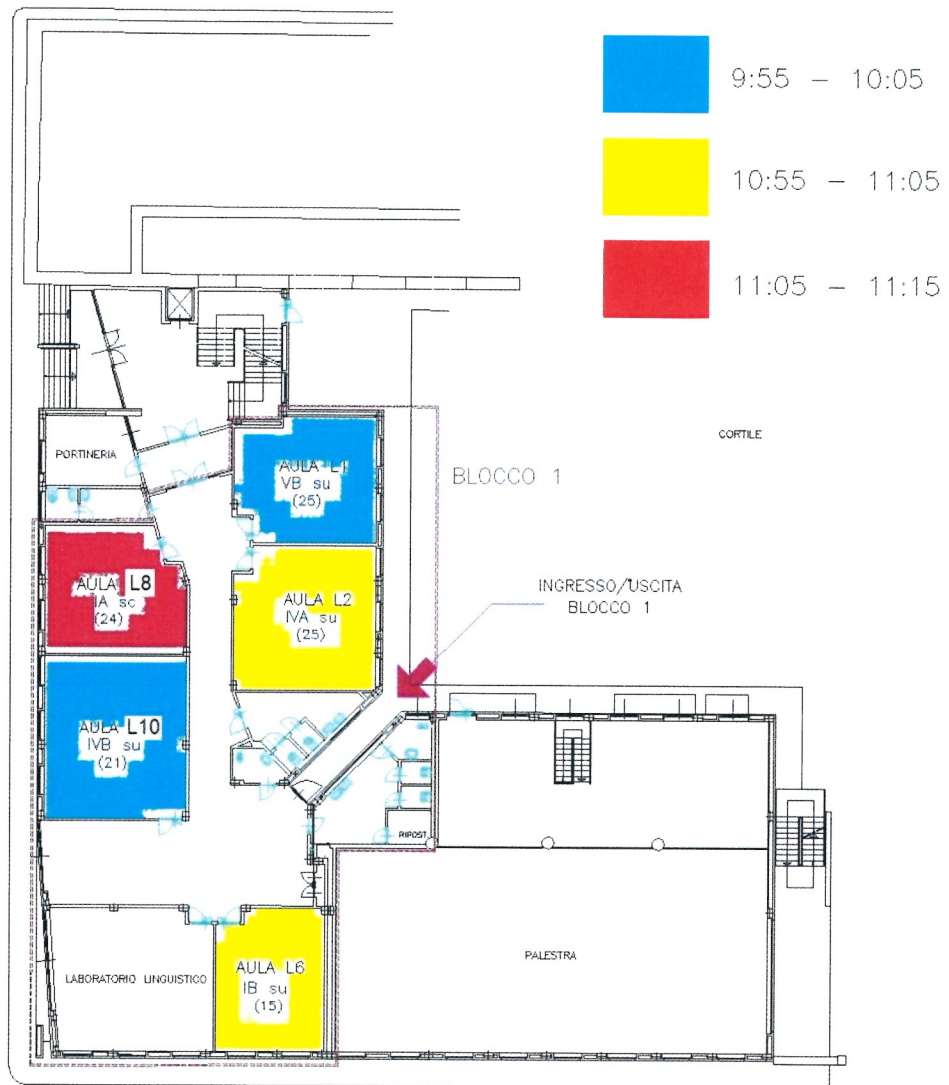 9:55 - 10:05
10:55 - 11:05
11:05 - 11:15
CORTILE
PORTINERIA
AULA L1
VB su
(25)
BLOCCO 1
AULA L8
IA sc
(24)
AULA L2
IVA su
(25)
INGRESSO/USCITA
BLOCCO 1
AULA L10
IVB su
(21)
RIPOST
LABORATORIO LINGUISTICO
AULA L6
IB su
(15)
PALESTRA